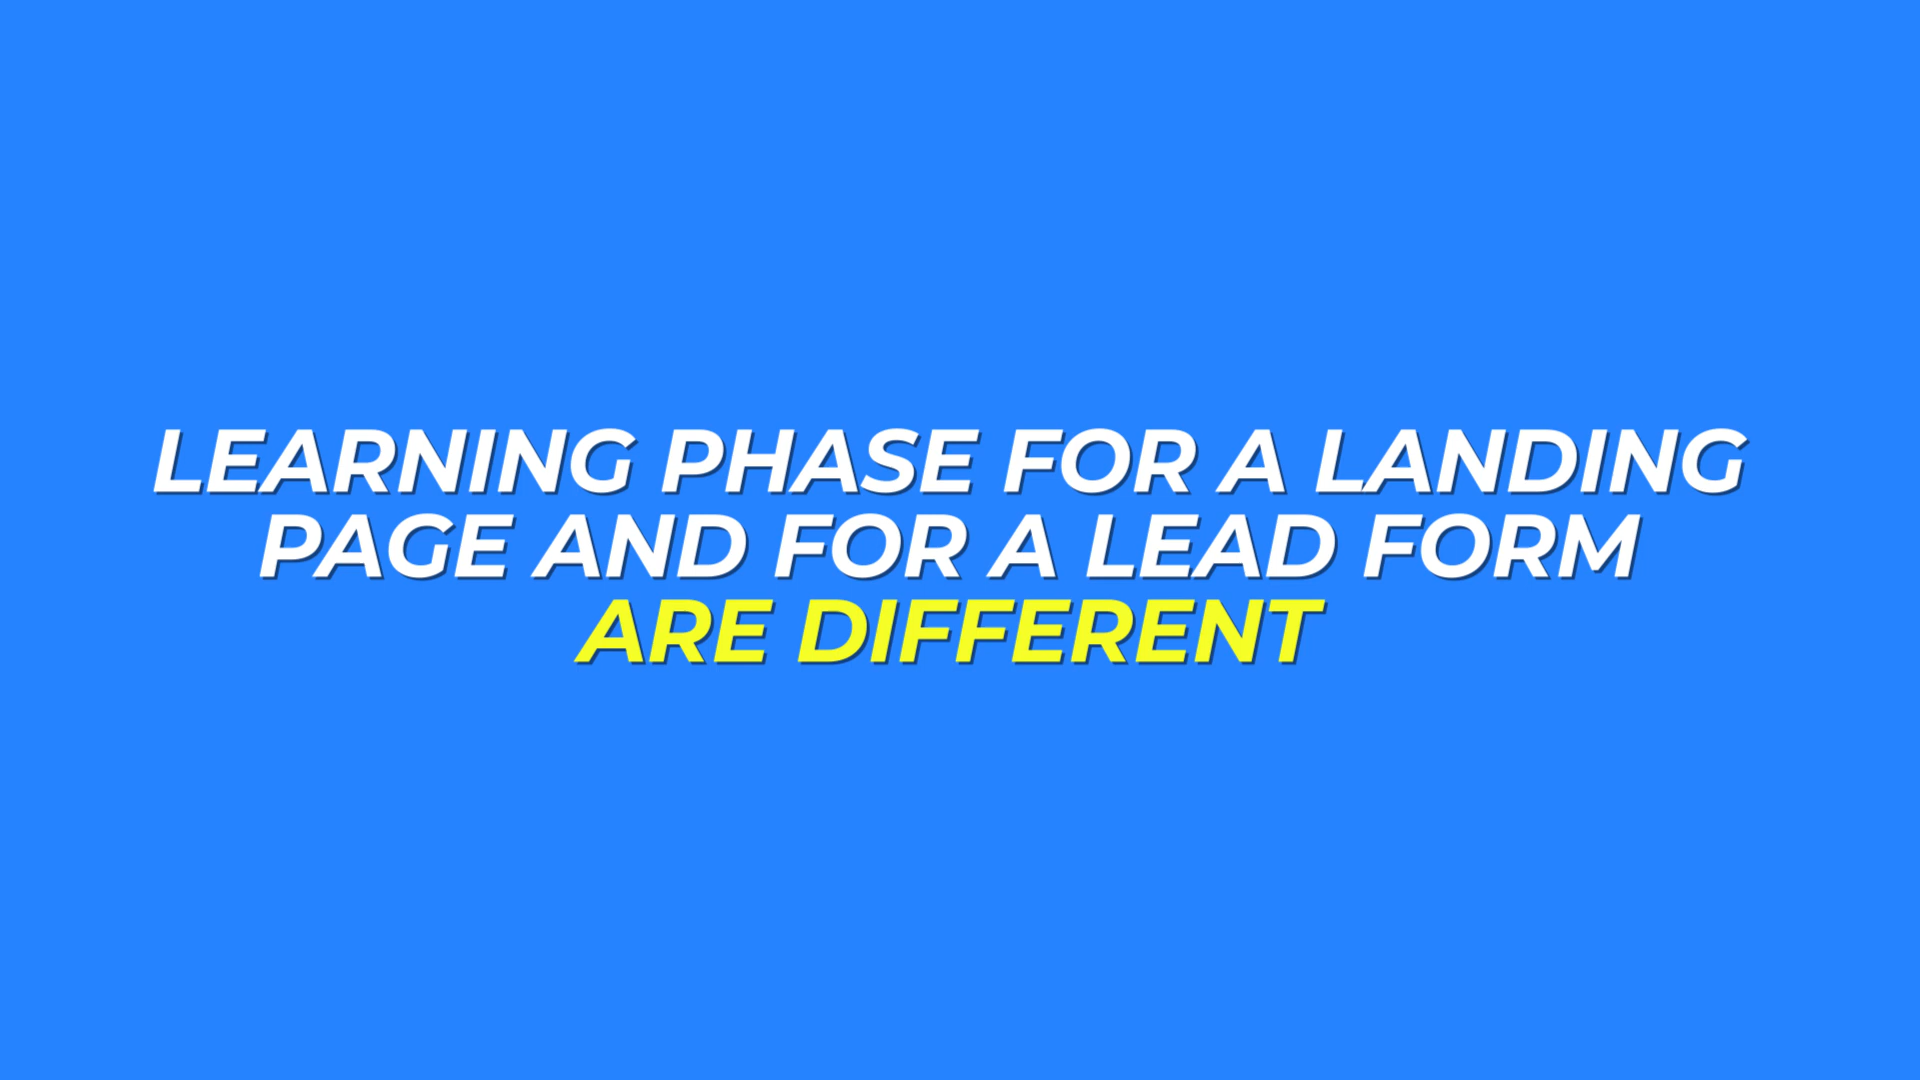 LEARNING PHASE FOR A LANDING
PAGE AND FOR A LEAD FORM
ARE DIFFERENT